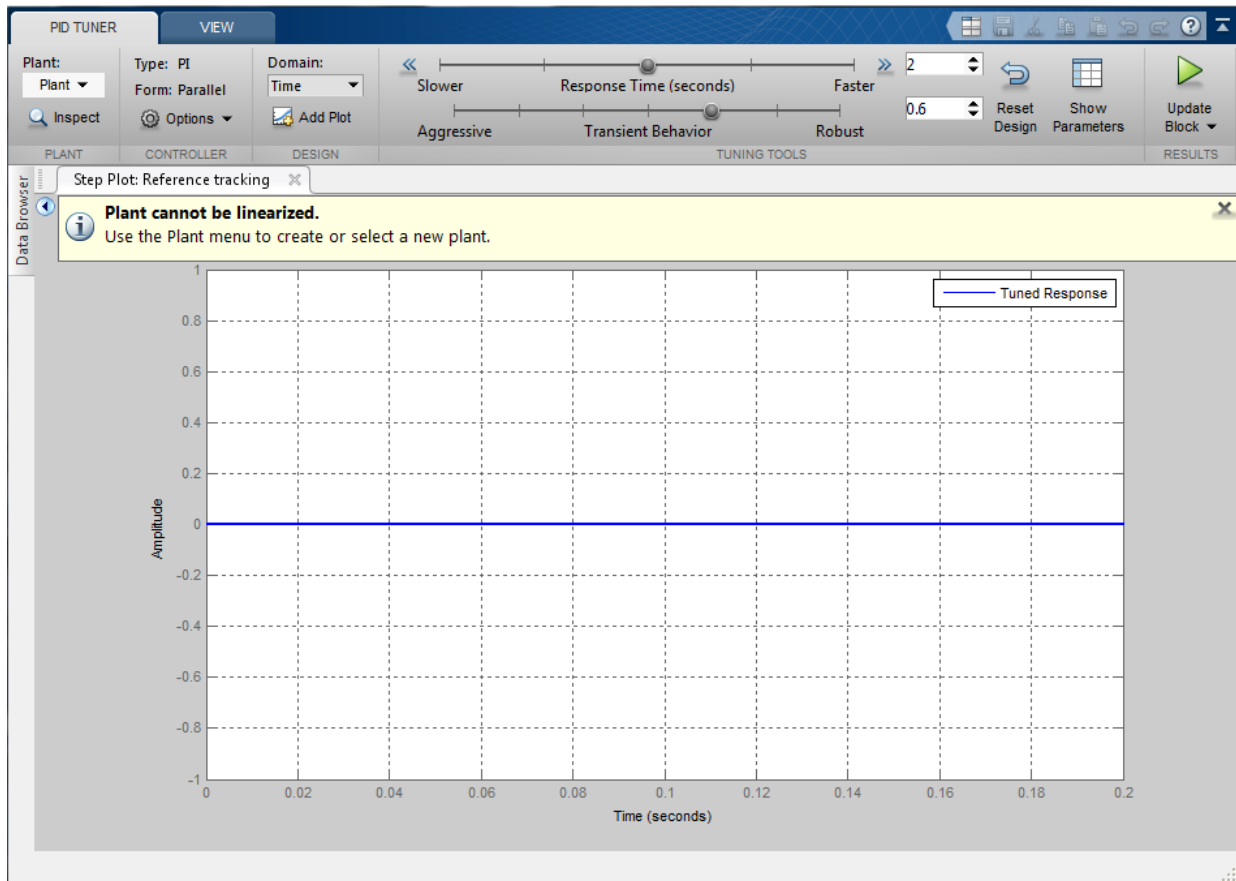 PID TUNER VIEW
Plant: Type: PI Domain: Slower Response Time (seconds) Faster 2
Plant Form: Parallel Time
Inspect Options Add Plot Aggressive Transient Behavior Robust 0.6 Reset Design Show Parameters Update Block
PLANT CONTROLLER DESIGN TUNING TOOLS RESULTS
Data Browser
Step Plot: Reference tracking
Plant cannot be linearized.
Use the Plant menu to create or select a new plant.
Tuned Response
1
0.8
0.6
0.4
0.2
0
-0.2
-0.4
-0.6
-0.8
-1
Amplitude
0 0.02 0.04 0.06 0.08 0.1 0.12 0.14 0.16 0.18 0.2
Time (seconds)